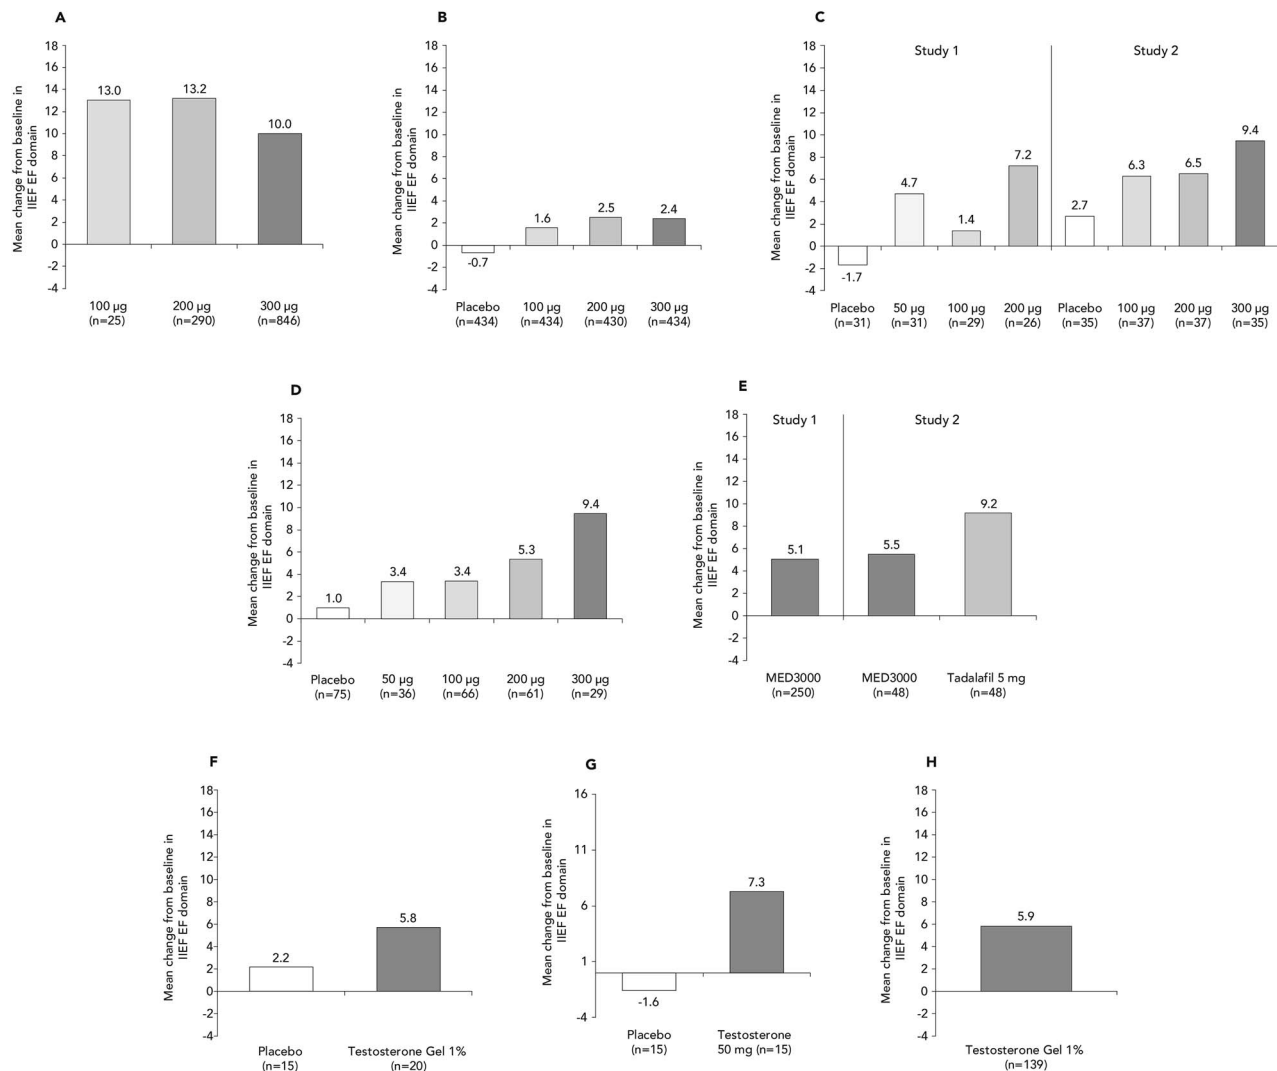 A
Mean change from baseline in
IIEF EF domain
18
16
14
12
10
8
6
4
2
0
-2
-4
13.0
13.2
10.0
100 µg
(n=25)
200 µg
(n=290)
300 µg
(n=846)
B
Mean change from baseline in
IIEF EF domain
18
16
14
12
10
8
6
4
2
0
-2
-4
-0.7
1.6
2.5
2.4
Placebo
(n=434)
100 µg
(n=434)
200 µg
(n=430)
300 µg
(n=434)
C
Study 1
Study 2
Mean change from baseline in
IIEF EF domain
18
16
14
12
10
8
6
4
2
0
-2
-4
-1.7
4.7
1.4
7.2
2.7
6.3
6.5
9.4
Placebo
(n=31)
50 µg
(n=31)
100 µg
(n=29)
200 µg
(n=26)
Placebo
(n=35)
100 µg
(n=37)
200 µg
(n=37)
300 µg
(n=35)
D
Mean change from baseline in
IIEF EF domain
18
16
14
12
10
8
6
4
2
0
-2
-4
1.0
3.4
3.4
5.3
9.4
Placebo
(n=75)
50 µg
(n=36)
100 µg
(n=66)
200 µg
(n=61)
300 µg
(n=29)
E
Study 1
Study 2
Mean change from baseline in
IIEF EF domain
18
16
14
12
10
8
6
4
2
0
-2
-4
5.1
5.5
9.2
MED3000
(n=250)
MED3000
(n=48)
Tadalafil 5 mg
(n=48)
F
Mean change from baseline in
IIEF EF domain
18
16
14
12
10
8
6
4
2
0
-2
-4
2.2
5.8
Placebo
(n=15)
Testosterone Gel 1%
(n=20)
G
Mean change from baseline in
IIEF EF domain
16
11
6
1
-4
-1.6
7.3
Placebo
(n=15)
Testosterone
50 mg (n=15)
H
Mean change from baseline in
IIEF EF domain
18
16
14
12
10
8
6
4
2
0
-2
-4
5.9
Testosterone Gel 1%
(n=139)